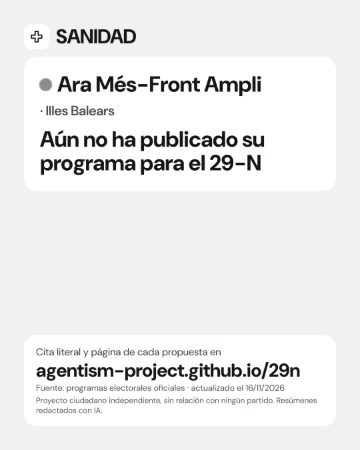 SANIDAD
Ara Més-Front Ampli
· Illes Balears
Aún no ha publicado su
programa para el 29-N
Cita literal y página de cada propuesta en
agentism-project.github.io/29n
Fuente: programas electorales oficiales · actualizado el 16/11/2026
Proyecto ciudadano independiente, sin relación con ningún partido. Resúmenes
redactados con IA.